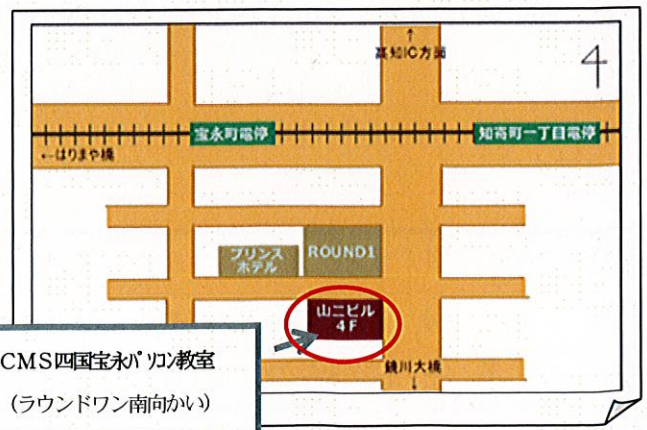 ↑
高知IC方面
4
宝永町電停
知寄町一丁目電停
←はりまや橋
プリンス
ホテル
ROUND1
山二ビル
4F
CMS四国宝永パソコン教室
(ラウンドワン南向かい)
鏡川大橋
↓